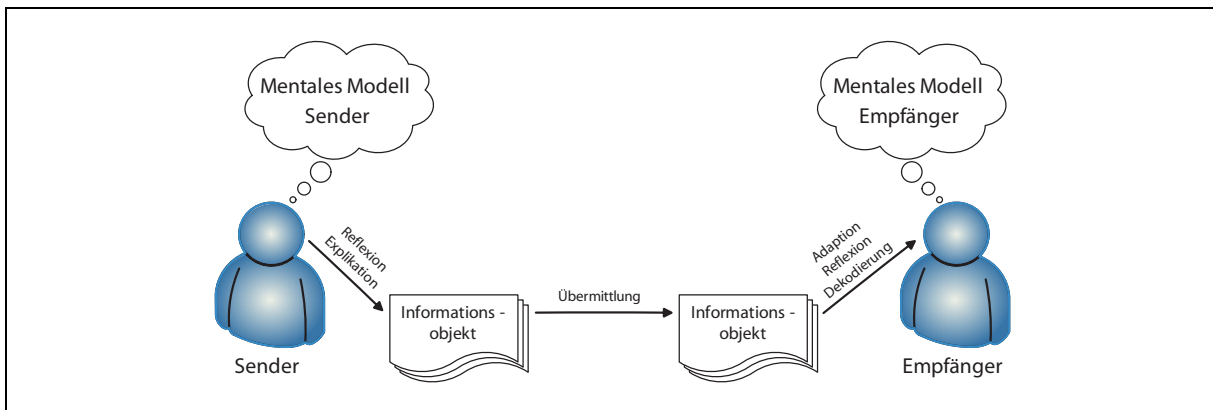 Mentales Modell
Sender
Mentales Modell
Empfänger
Reflexion
Explikation
Adaption
Reflexion
Dekodierung
Informations -
objekt
Übermittlung
Informations -
objekt
Sender
Empfänger